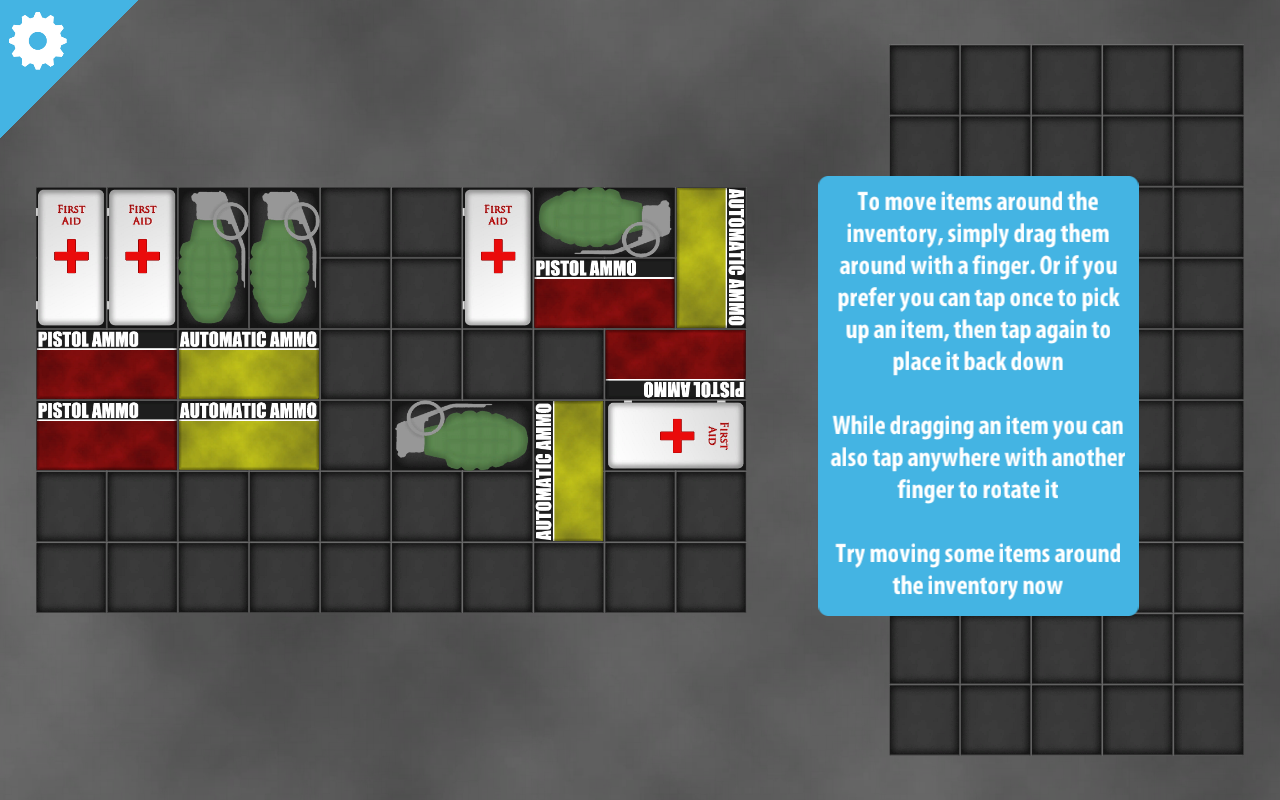 FIRST
AID
FIRST
AID
FIRST
AID
PISTOL AMMO
AUTOMATIC AMMO
PISTOL AMMO
AUTOMATIC AMMO
PISTOL AMMO
PISTOL AMMO
AUTOMATIC AMMO
AUTOMATIC AMMO
FIRST
AID
To move items around the
inventory, simply drag them
around with a finger. Or if you
prefer you can tap once to pick
up an item, then tap again to
place it back down
While dragging an item you can
also tap anywhere with another
finger to rotate it
Try moving some items around
the inventory now